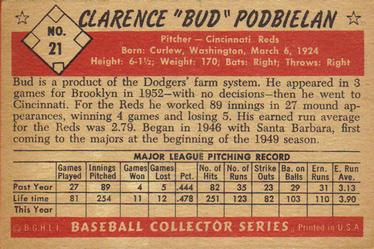 CLARENCE "BUD" PODBIELAN
NO.
21
Pitcher — Cincinnati Reds
Born: Curlew, Washington, March 6, 1924
Height: 6-1½; Weight: 170; Bats: Right; Throws: Right
Bud is a product of the Dodgers' farm system. He appeared in 3
games for Brooklyn in 1952—with no decisions—then he went to
Cincinnati. For the Reds he worked 89 innings in 27 mound ap-
pearances, winning 4 games and losing 5. His earned run average
for the Reds was 2.79. Began in 1946 with Santa Barbara, first
coming to the majors at the beginning of the 1949 season.
MAJOR LEAGUE PITCHING RECORD
Games Played Innings Pitched Games Won Games Lost Pct. No. of Hits No. of Runs Strike Outs Ba. on Balls Ern. Runs E. Run Ave.
Past Year 27 89 4 5 .444 82 35 23 29 31 3.13
Life time 81 254 11 12 .478 251 123 82 103 110 3.90
This Year
© B.G.H.L.I. BASEBALL COLLECTOR SERIES Printed in U.S.A